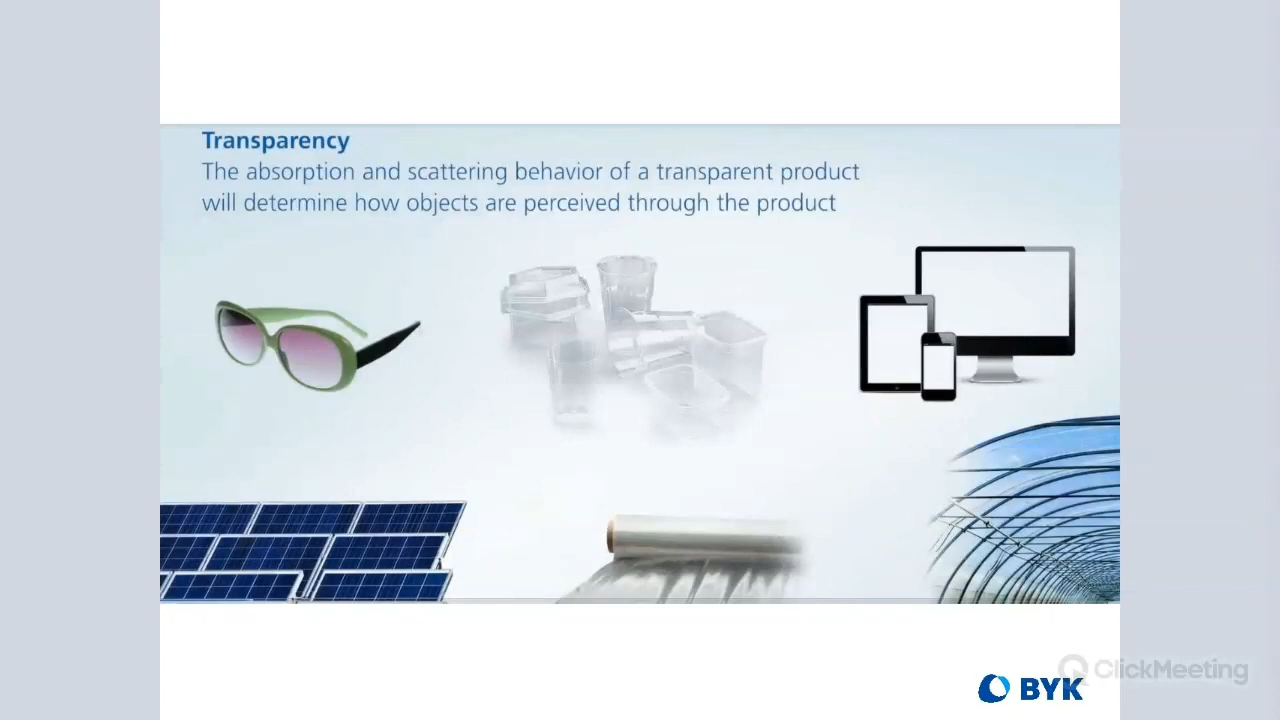 Transparency
The absorption and scattering behavior of a transparent product
will determine how objects are perceived through the product
ClickMeeting
BYK